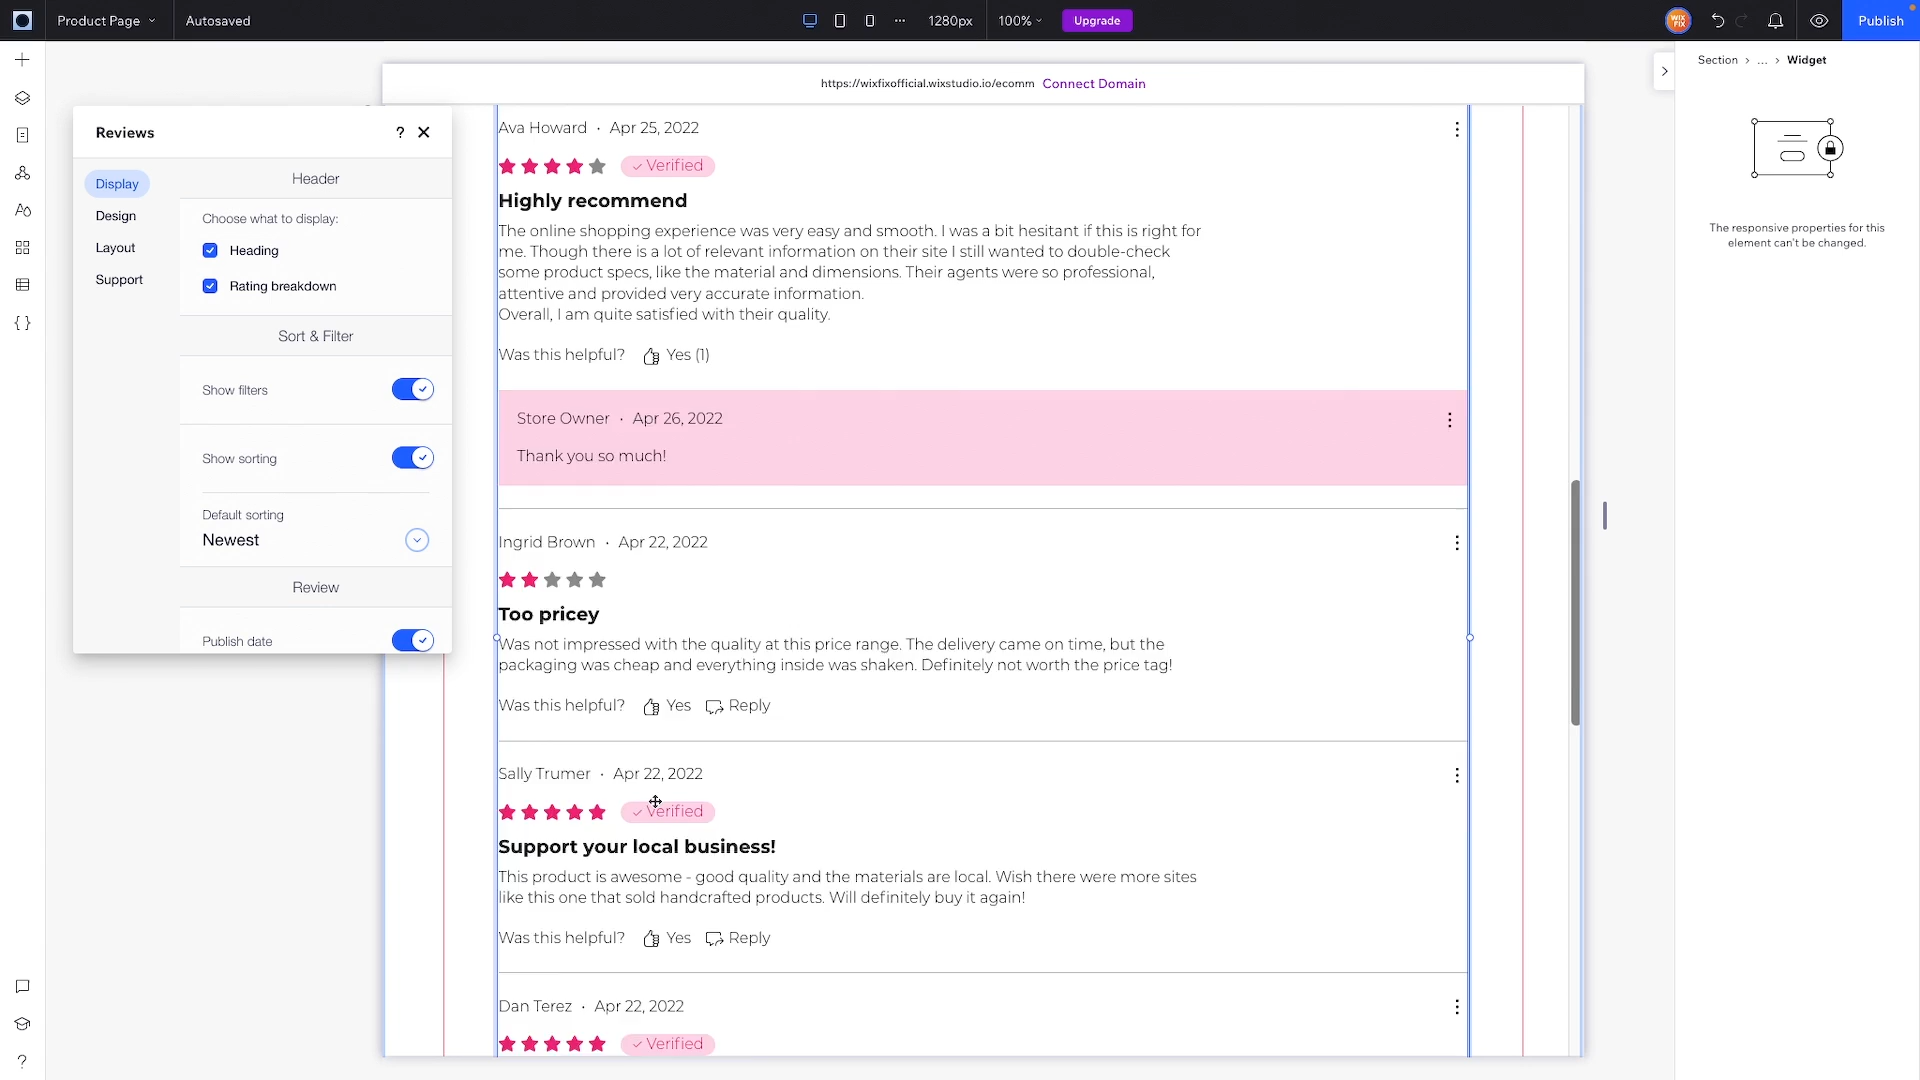 Product Page
Autosaved
1280px
100%
Upgrade
WIX
FIX
Publish
https://wixfixofficial.wixstudio.io/ecomm Connect Domain
Section > ... > Widget
The responsive properties for this
element can't be changed.
Reviews
?
Display
Design
Layout
Support
Header
Choose what to display:
Heading
Rating breakdown
Sort & Filter
Show filters
Show sorting
Default sorting
Newest
Review
Publish date
Ava Howard · Apr 25, 2022
Verified
Highly recommend
The online shopping experience was very easy and smooth. I was a bit hesitant if this is right for
me. Though there is a lot of relevant information on their site I still wanted to double-check
some product specs, like the material and dimensions. Their agents were so professional,
attentive and provided very accurate information.
Overall, I am quite satisfied with their quality.
Was this helpful? Yes (1)
Store Owner · Apr 26, 2022
Thank you so much!
Ingrid Brown · Apr 22, 2022
Too pricey
Was not impressed with the quality at this price range. The delivery came on time, but the
packaging was cheap and everything inside was shaken. Definitely not worth the price tag!
Was this helpful? Yes Reply
Sally Trumer · Apr 22, 2022
Verified
Support your local business!
This product is awesome - good quality and the materials are local. Wish there were more sites
like this one that sold handcrafted products. Will definitely buy it again!
Was this helpful? Yes Reply
Dan Terez · Apr 22, 2022
Verified
?